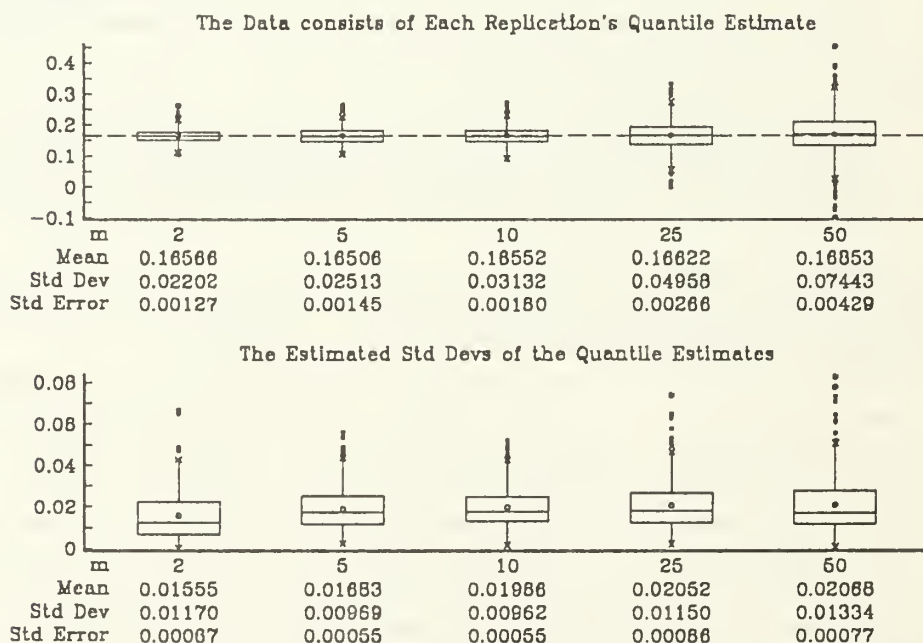 The Data consists of Each Replication's Quantile Estimate
0.4
0.3
0.2
0.1
0
-0.1
m 2 5 10 25 50
Mean 0.16566 0.16506 0.16552 0.16622 0.16853
Std Dev 0.02202 0.02513 0.03132 0.04958 0.07443
Std Error 0.00127 0.00145 0.00180 0.00286 0.00429
The Estimated Std Devs of the Quantile Estimates
0.08
0.06
0.04
0.02
0
m 2 5 10 25 50
Mean 0.01555 0.01883 0.01986 0.02052 0.02068
Std Dev 0.01170 0.00969 0.00962 0.01150 0.01334
Std Error 0.00067 0.00055 0.00055 0.00066 0.00077